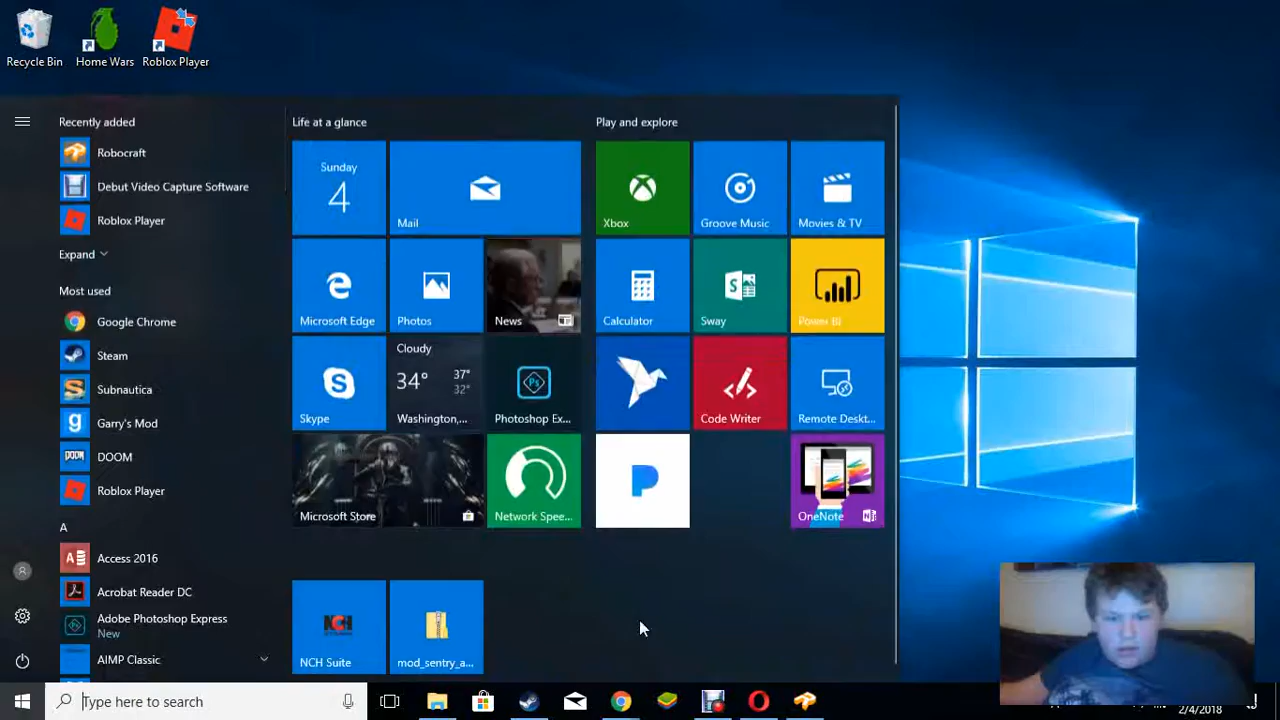 Recycle Bin
Home Wars
Roblox Player
Recently added
Robocraft
Debut Video Capture Software
Roblox Player
Expand
Most used
Google Chrome
Steam
Subnautica
Garry's Mod
DOOM
Roblox Player
A
Access 2016
Acrobat Reader DC
Adobe Photoshop Express
New
AIMP Classic
Life at a glance
Sunday
4
Mail
Microsoft Edge
Photos
News
Skype
Cloudy
34° 37°
32°
Washington,...
Ps
Photoshop Ex...
Microsoft Store
Network Spee...
NCH
NCH Suite
mod_sentry_a...
Play and explore
Xbox
Groove Music
Movies & TV
Calculator
S
Sway
Power BI
Code Writer
Remote Deskt...
P
OneNote
Type here to search
2/4/2018